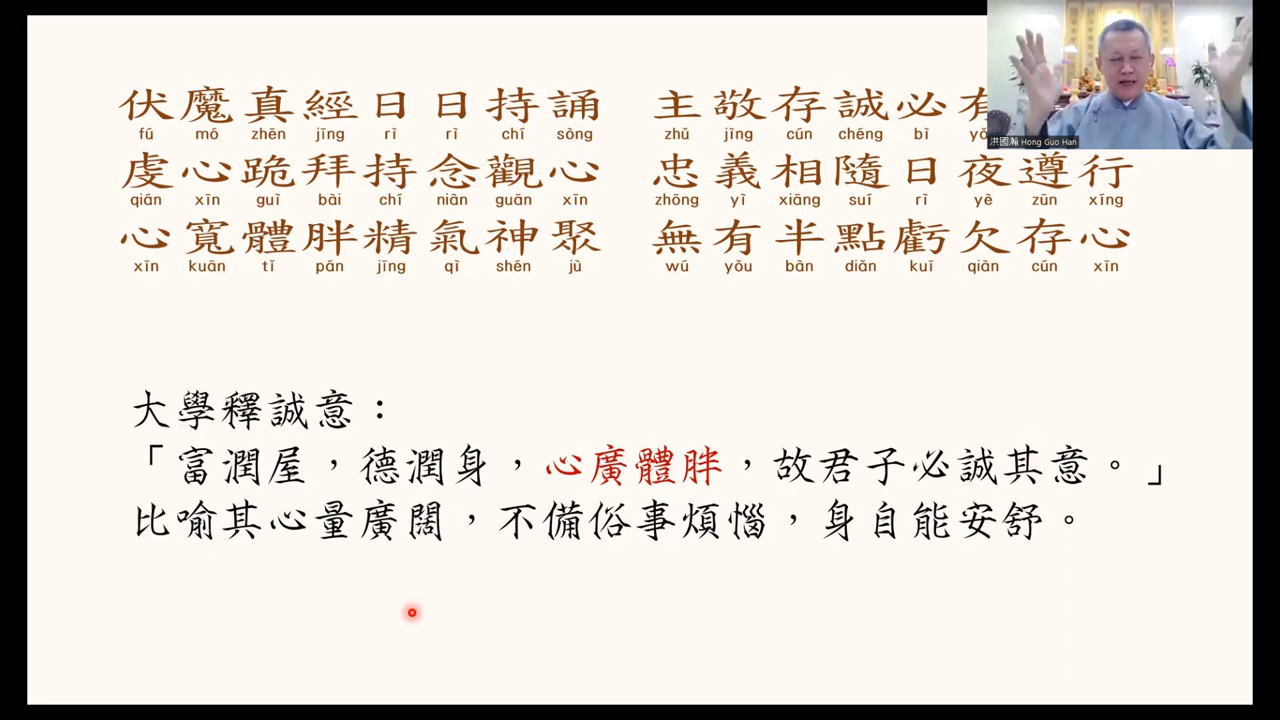 伏魔真經日日持誦 主敬存誠必有
fú mó zhēn jīng rì rì chí sòng zhǔ jìng cún chéng bì yǒ
虔心跪拜持念觀心 忠義相隨日夜遵行
qián xīn guì bài chí niàn guān xīn zhōng yì xiāng suí rì yè zūn xíng
心寬體胖精氣神聚 無有半點虧欠存心
xīn kuān tǐ pán jīng qì shén jù wú yǒu bàn diǎn kuī qiàn cún xīn
大學釋誠意：
「富潤屋，德潤身，心廣體胖，故君子必誠其意。」
比喻其心量廣闊，不備俗事煩惱，身自能安舒。
洪國瀚 Hong Guo Han